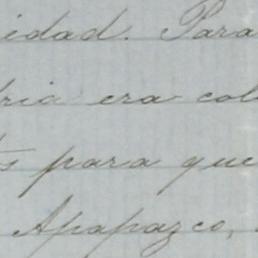 idad. Para
ria era col
s para que
Apapazco,